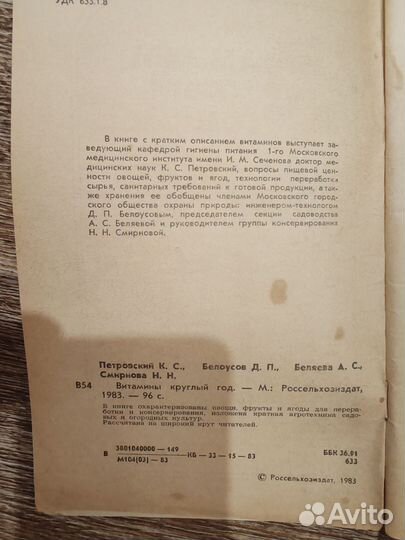 УДК 633.1.8
В книге с кратким описанием витаминов выступает за-
ведующий кафедрой гигиены питания 1-го Московского
медицинского института имени И. М. Сеченова доктор ме-
дицинских наук К. С. Петровский, вопросы пищевой цен-
ности овощей, фруктов и ягод, технологии переработки
сырья, санитарных требований к готовой продукции, а так-
же хранения ее обобщены членами Московского город-
ского общества охраны природы: инженером-технологом
Д. П. Белоусовым, председателем секции садоводства
А. С. Беляевой и руководителем группы консервирования
Н. Н. Смирновой.
Петровский К. С., Белоусов Д. П., Беляева А. С.,
Смирнова Н. Н.
В54 Витамины круглый год. — М.: Россельхозиздат,
1983. — 96 с.
В книге охарактеризованы овощи, фрукты и ягоды для перера-
ботки и консервирования, изложена краткая агротехника садо-
вых и огородных культур.
Рассчитана на широкий круг читателей.
В 3801040000 — 149 КБ — 33 — 15 — 83 ББК 36.91
М104(03) — 83 633
© Россельхозиздат, 1983
Avito